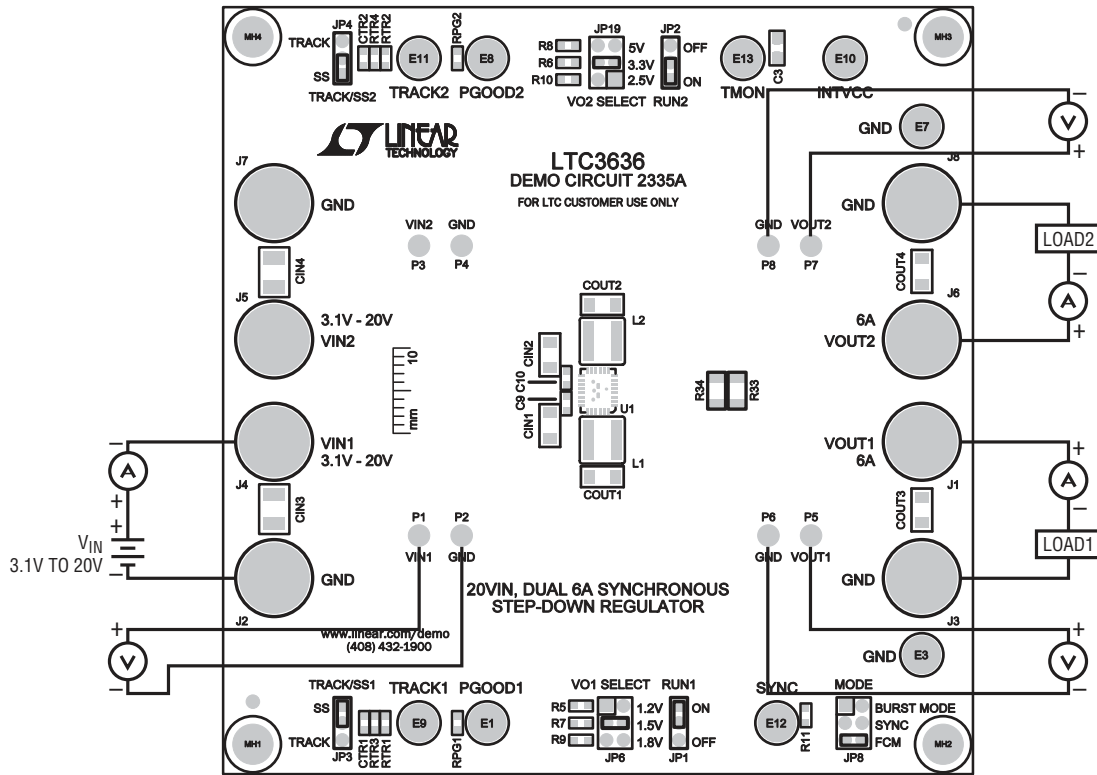 JP4
CTR2
RTR4
RTR2
RPG2
JP19
JP2
MH4
TRACK
SS
TRACK/SS2
E11
TRACK2
E8
PGOOD2
R8
R6
R10
5V
3.3V
2.5V
VO2 SELECT
OFF
ON
RUN2
E13
TMON
C3
E10
INTVCC
MH3
LINEAR
TECHNOLOGY
LTC3636
DEMO CIRCUIT 2335A
FOR LTC CUSTOMER USE ONLY
GND
E7
−
V
+
J7
GND
J8
GND
VIN2
GND
P3
P4
GND
VOUT2
P8
P7
LOAD2
CIN4
COUT4
−
A
+
J5
3.1V - 20V
VIN2
COUT2
L2
CIN2
C10
C9
CIN1
U1
L1
COUT1
10
mm
R34
R33
J6
6A
VOUT2
VIN1
3.1V - 20V
J4
VOUT1
6A
J1
−
A
+
+
VIN
3.1V TO 20V
−
CIN3
COUT3
+
A
−
LOAD1
P1
P2
VIN1
GND
P6
P5
GND
VOUT1
GND
J2
GND
J3
20VIN, DUAL 6A SYNCHRONOUS
STEP-DOWN REGULATOR
www.linear.com/demo
(408) 432-1900
+
V
−
GND
E3
+
V
−
TRACK/SS1
SS
TRACK
JP3
CTR1
RTR3
RTR1
TRACK1
E9
RPG1
PGOOD1
E1
VO1 SELECT
R5
R7
R9
1.2V
1.5V
1.8V
JP6
RUN1
ON
OFF
JP1
SYNC
E12
R11
MODE
BURST MODE
SYNC
FCM
JP8
MH1
MH2